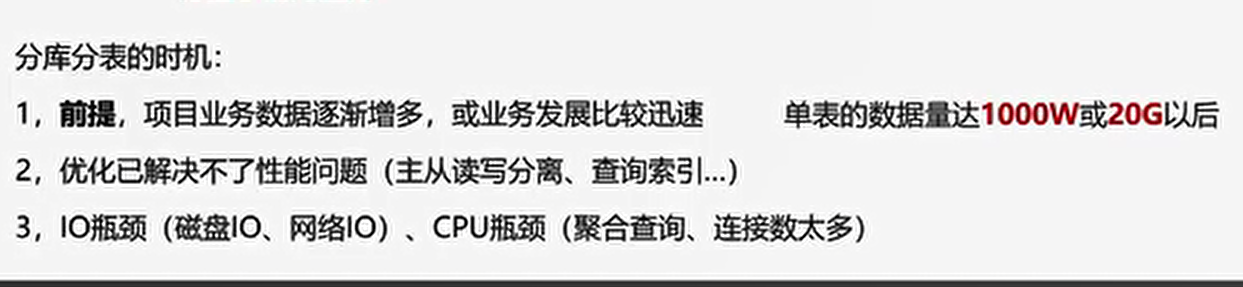 分库分表的时机：
1，前提，项目业务数据逐渐增多，或业务发展比较迅速 单表的数据量达1000W或20G以后
2，优化已解决不了性能问题（主从读写分离、查询索引...）
3，IO瓶颈（磁盘IO、网络IO）、CPU瓶颈（聚合查询、连接数太多）